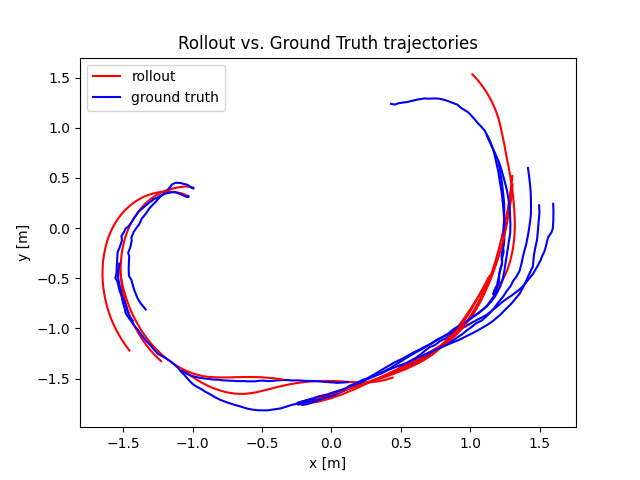 Rollout vs. Ground Truth trajectories
rollout
ground truth
y [m]
1.5
1.0
0.5
0.0
−0.5
−1.0
−1.5
−1.5 −1.0 −0.5 0.0 0.5 1.0 1.5
x [m]